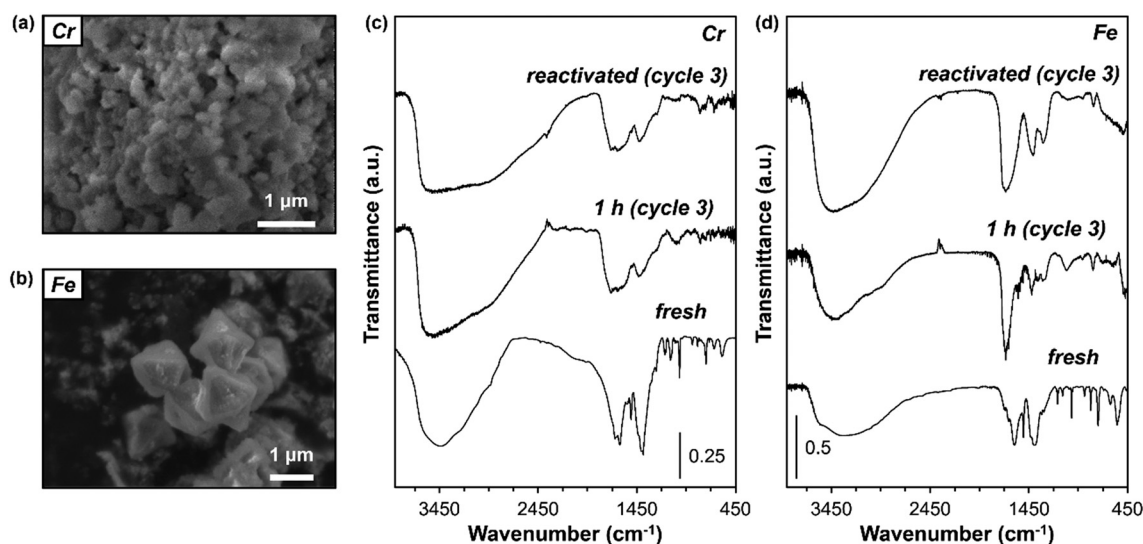 (a)
Cr
1 µm
(b)
Fe
1 µm
(c)
Cr
reactivated (cycle 3)
1 h (cycle 3)
fresh
0.25
Transmittance (a.u.)
3450 2450 1450 450
Wavenumber (cm⁻¹)
(d)
Fe
reactivated (cycle 3)
1 h (cycle 3)
fresh
0.5
Transmittance (a.u.)
3450 2450 1450 450
Wavenumber (cm⁻¹)